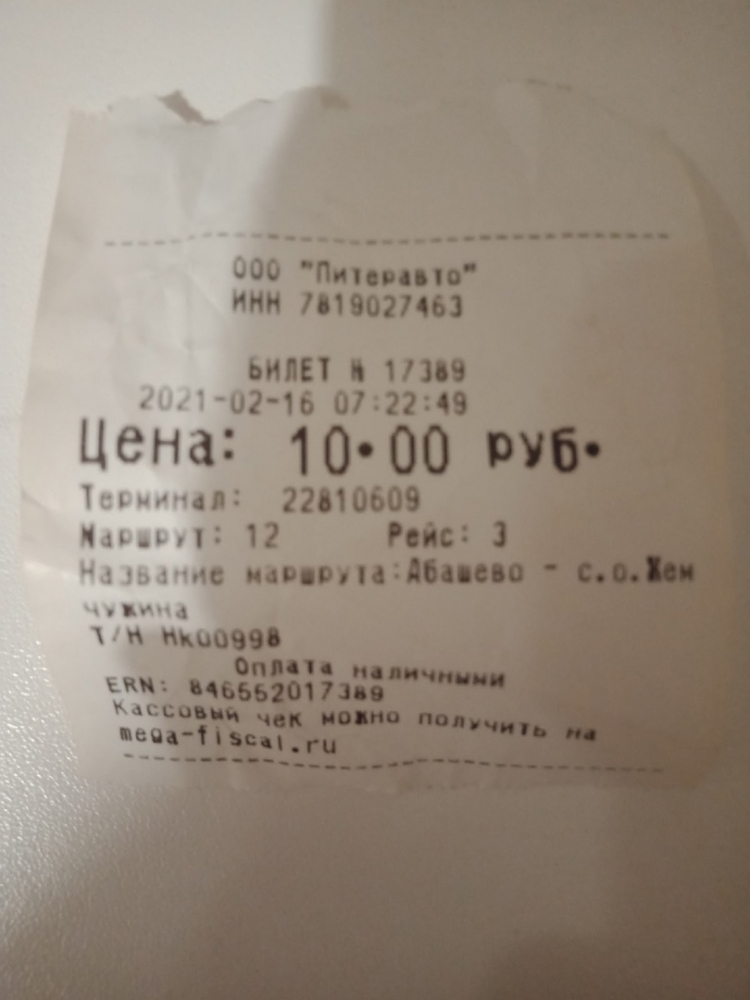 ООО "Питеравто"
ИНН 7819027463
БИЛЕТ № 17389
2021-02-16 07:22:49
Цена: 10.00 руб.
Терминал: 22810609
Маршрут: 12 Рейс: 3
Название маршрута:Абашево - с.о.Жем
чужина
Т/Н НК00998
Оплата наличными
ERN: 846552017389
Кассовый чек можно получить на
mega-fiscal.ru